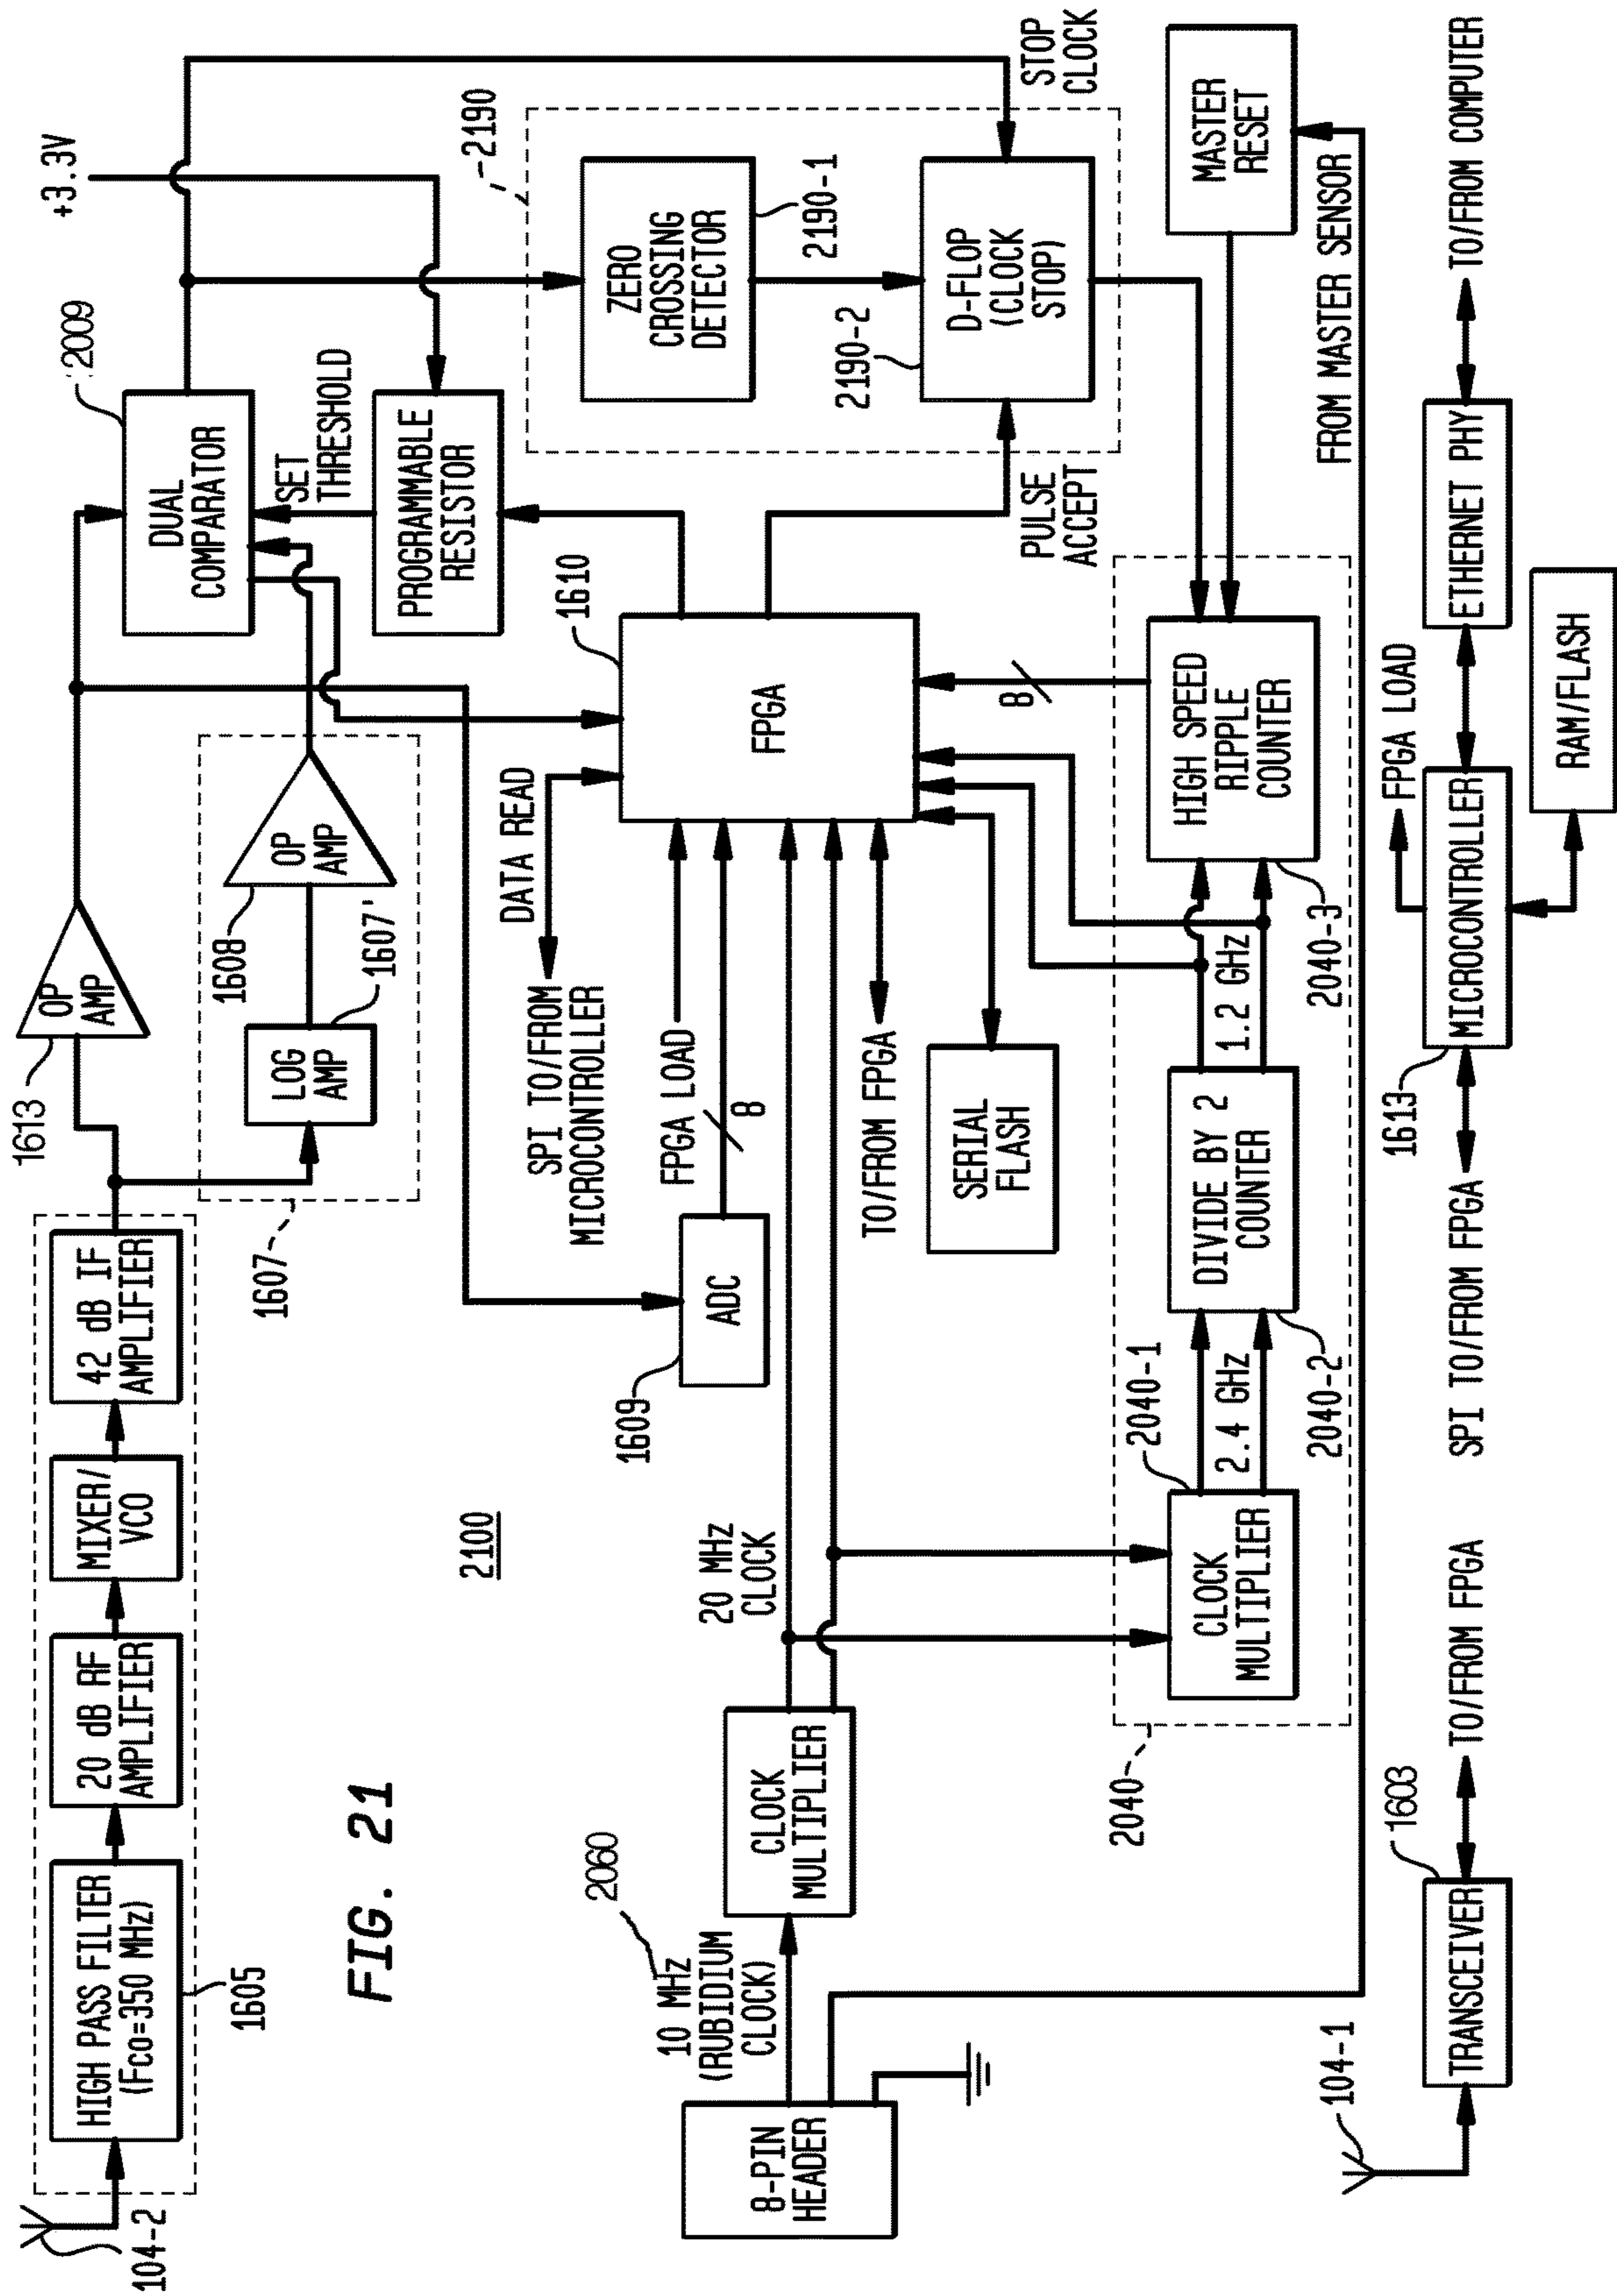 104-2
HIGH PASS FILTER
(FCO=350 MHz)
1605
20 dB RF
AMPLIFIER
MIXER/
VCO
42 dB IF
AMPLIFIER
1613
OP
AMP
1607
LOG
AMP
1607'
1608
OP
AMP
2009
DUAL
COMPARATOR
SET
THRESHOLD
PROGRAMMABLE
RESISTOR
+3.3V
2190
ZERO
CROSSING
DETECTOR
2190-1
2190-2
D-FLOP
(CLOCK
STOP)
STOP
CLOCK
PULSE
ACCEPT
FIG. 21
2100
1609
ADC
8
DATA READ
SPI TO/FROM
MICROCONTROLLER
FPGA LOAD
1610
FPGA
TO/FROM FPGA
SERIAL
FLASH
8
8-PIN
HEADER
10 MHz
(RUBIDIUM
CLOCK)
2060
CLOCK
MULTIPLIER
20 MHz
CLOCK
2040
CLOCK
MULTIPLIER
2040-1
2.4 GHz
2040-2
DIVIDE BY 2
COUNTER
1.2 GHz
2040-3
HIGH SPEED
RIPPLE
COUNTER
MASTER
RESET
FROM MASTER SENSOR
104-1
TRANSCEIVER
1603
TO/FROM FPGA
SPI TO/FROM FPGA
1613
MICROCONTROLLER
FPGA LOAD
RAM/FLASH
ETHERNET PHY
TO/FROM COMPUTER